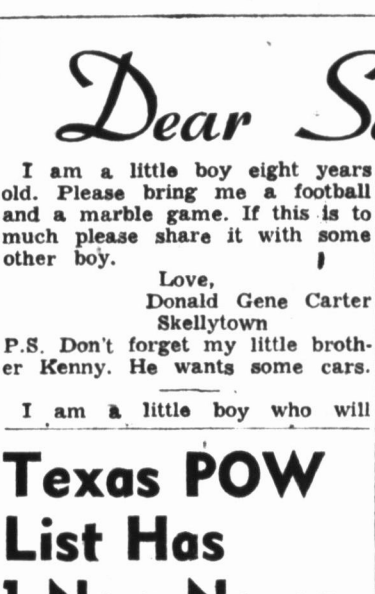 Dear S
I am a little boy eight years
old. Please bring me a football
and a marble game. If this is to
much please share it with some
other boy.
Love,
Donald Gene Carter
Skellytown
P.S. Don't forget my little broth-
er Kenny. He wants some cars.
I am a little boy who will
Texas POW
List Has